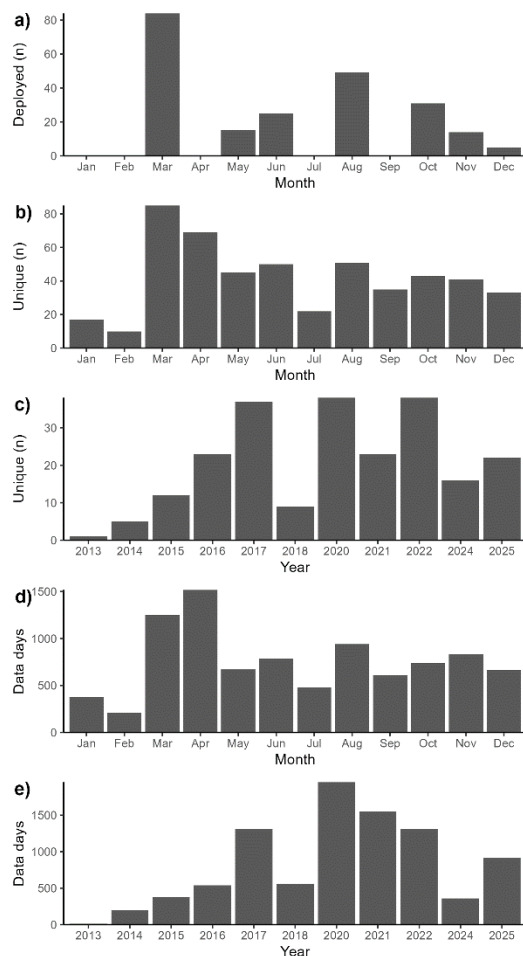 a)
Deployed (n)
80
60
40
20
0
Jan Feb Mar Apr May Jun Jul Aug Sep Oct Nov Dec
Month
b)
Unique (n)
80
60
40
20
0
Jan Feb Mar Apr May Jun Jul Aug Sep Oct Nov Dec
Month
c)
Unique (n)
30
20
10
0
2013 2014 2015 2016 2017 2018 2020 2021 2022 2024 2025
Year
d)
Data days
1500
1000
500
0
Jan Feb Mar Apr May Jun Jul Aug Sep Oct Nov Dec
Month
e)
Data days
1500
1000
500
0
2013 2014 2015 2016 2017 2018 2020 2021 2022 2024 2025
Year